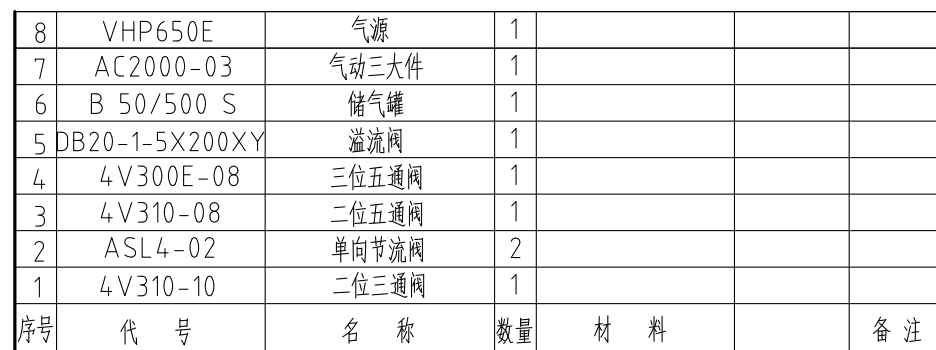 8 VHP650E 气源 1
7 AC2000-03 气动三大件 1
6 B 50/500 S 储气罐 1
5 DB20-1-5X200XY 溢流阀 1
4 4V300E-08 三位五通阀 1
3 4V310-08 二位五通阀 1
2 ASL4-02 单向节流阀 2
1 4V310-10 二位三通阀 1
序号 代 号 名 称 数量 材 料 备 注